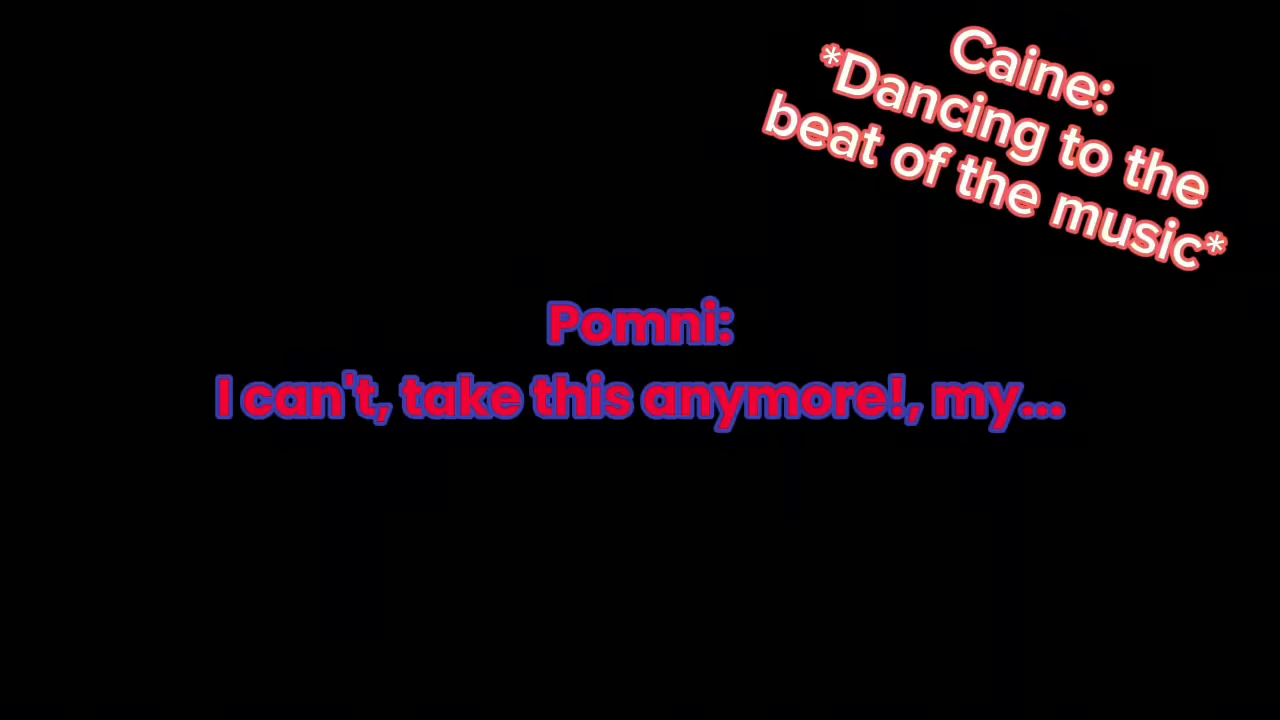 Caine:
*Dancing to the
beat of the music*
Pomni:
I can't, take this anymore!, my...